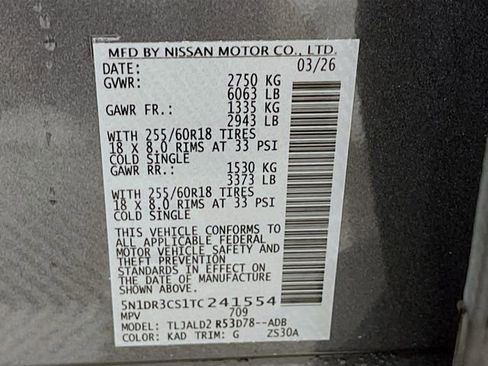 MFD BY NISSAN MOTOR CO., LTD.
DATE: 03/26
GVWR: 2750 KG
6063 LB
GAWR FR.: 1335 KG
2943 LB
WITH 255/60R18 TIRES
18 X 8.0 RIMS AT 33 PSI
COLD SINGLE
GAWR RR.: 1530 KG
3373 LB
WITH 255/60R18 TIRES
18 X 8.0 RIMS AT 33 PSI
COLD SINGLE
THIS VEHICLE CONFORMS TO
ALL APPLICABLE FEDERAL
MOTOR VEHICLE SAFETY AND
THEFT PREVENTION
STANDARDS IN EFFECT ON
THE DATE OF MANUFACTURE
SHOWN ABOVE.
5N1DR3CS1TC241554
MPV 709
MODEL: TLJALD2 R53D78--ADB
COLOR: KAD TRIM: G ZS30A